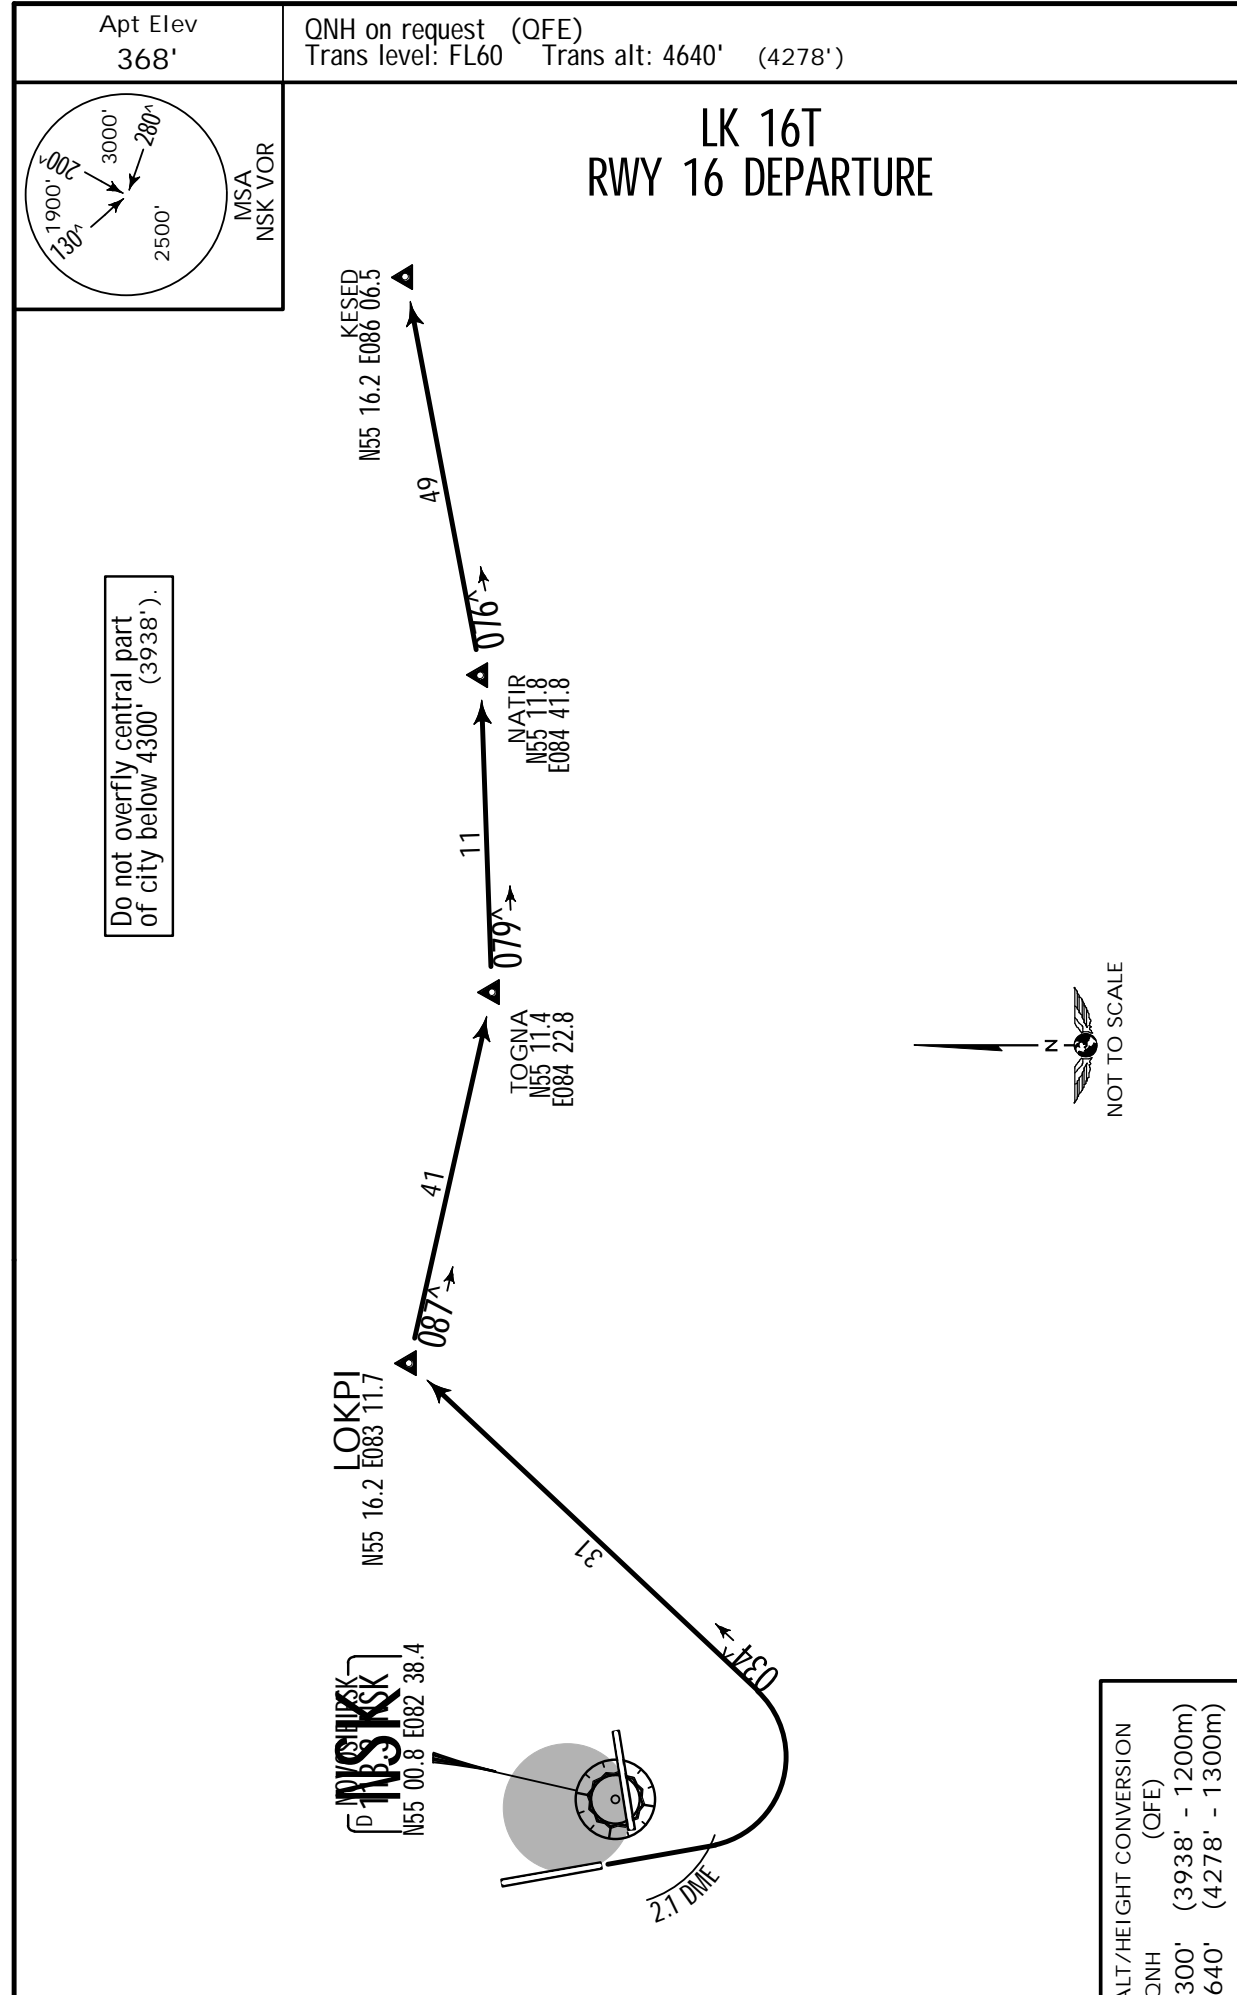 Apt Elev
368'
QNH on request (QFE)
Trans level: FL60 Trans alt: 4640' (4278')
LK 16T
RWY 16 DEPARTURE
3000'
280^
200^
1900'
130^
2500'
MSA
NSK VOR
KESED
N55 16.2 E086 06.5
49
076^
NATIR
N55 11.8
E084 41.8
11
079^
TOGNA
N55 11.4
E084 22.8
41
087^
LOKPI
N55 16.2 E083 11.7
31
034^
Do not overfly central part
of city below 4300' (3938').
N
NOT TO SCALE
NOVOSIBIRSK
D NSK
NSK
N55 00.8 E082 38.4
2.1 DME
ALT/HEIGHT CONVERSION
QNH (QFE)
300' (3938' - 1200m)
640' (4278' - 1300m)